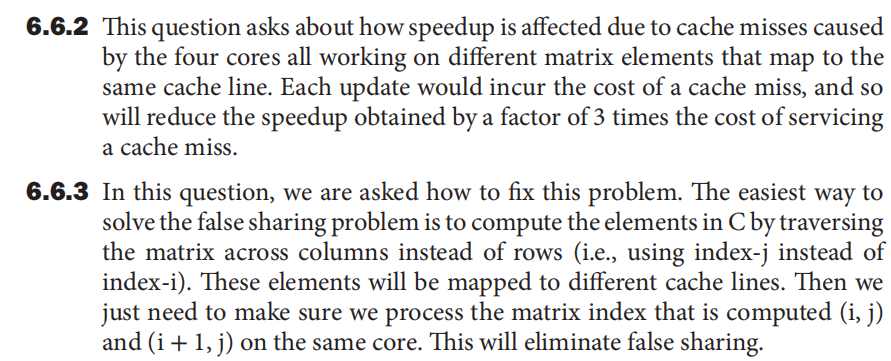 6.6.2 This question asks about how speedup is affected due to cache misses caused
by the four cores all working on different matrix elements that map to the
same cache line. Each update would incur the cost of a cache miss, and so
will reduce the speedup obtained by a factor of 3 times the cost of servicing
a cache miss.
6.6.3 In this question, we are asked how to fix this problem. The easiest way to
solve the false sharing problem is to compute the elements in C by traversing
the matrix across columns instead of rows (i.e., using index-j instead of
index-i). These elements will be mapped to different cache lines. Then we
just need to make sure we process the matrix index that is computed (i, j)
and (i + 1, j) on the same core. This will eliminate false sharing.